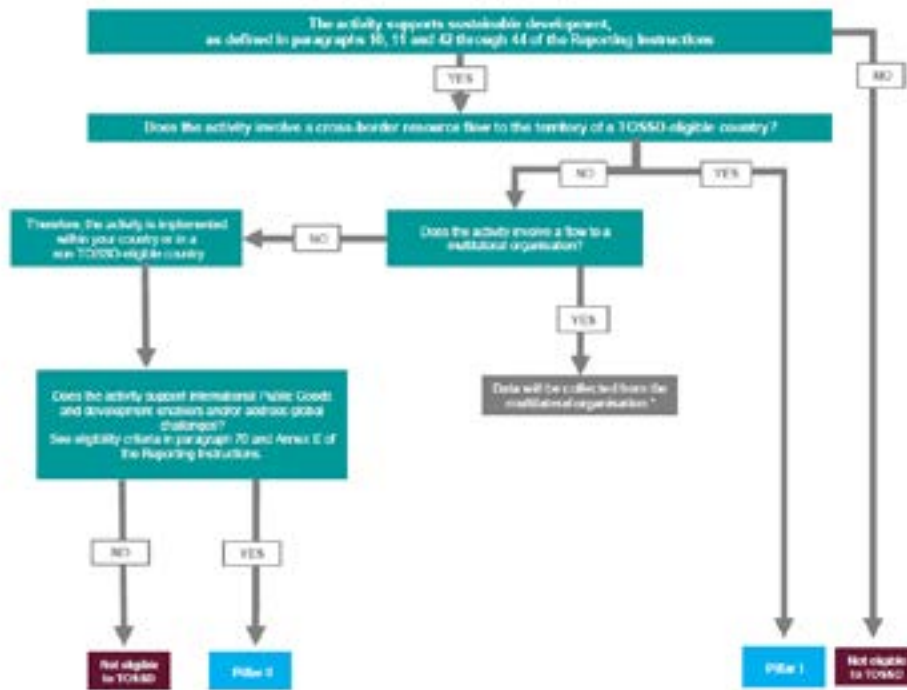 The activity supports sustainable development,
as defined in paragraphs 10, 11 and 42 through 44 of the Reporting Instructions
YES
NO
Does the activity involve a cross-border resource flow to the territory of a TOSSD-eligible country?
NO
YES
Therefore, the activity is implemented
within your country or in a
non TOSSD-eligible country
NO
Does the activity involve a flow to a
multilateral organisation?
YES
Data will be collected from the
multilateral organisation *
Does the activity support International Public Goods
and development enablers and/or address global
challenges?
See eligibility criteria in paragraph 70 and Annex E of
the Reporting Instructions.
NO
YES
Not eligible
to TOSSD
Pillar II
Pillar I
Not eligible
to TOSSD